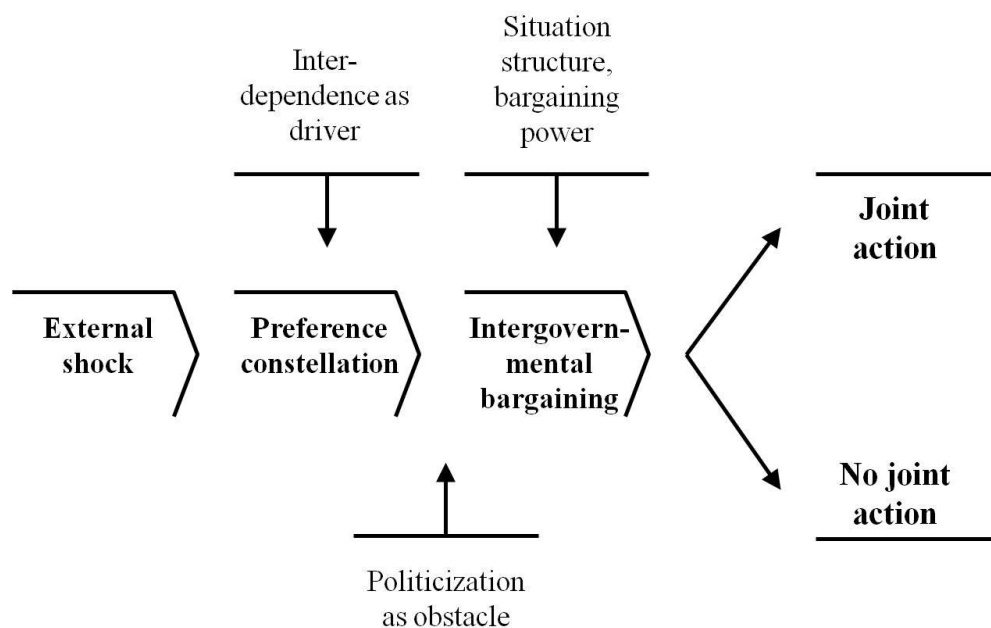 Inter-
dependence as
driver
Situation
structure,
bargaining
power
Joint
action
External
shock
Preference
constellation
Intergovern-
mental
bargaining
No joint
action
Politicization
as obstacle